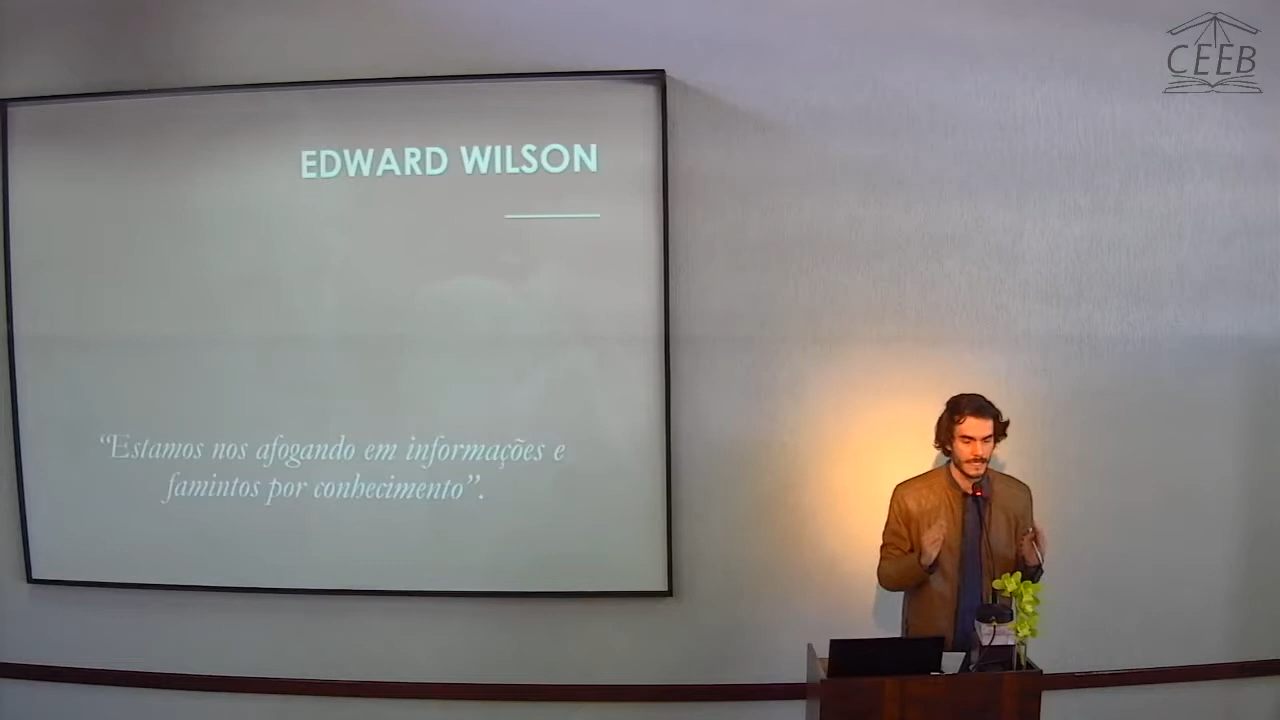 CEEB
EDWARD WILSON
“Estamos nos afogando em informações e
famintos por conhecimento”.